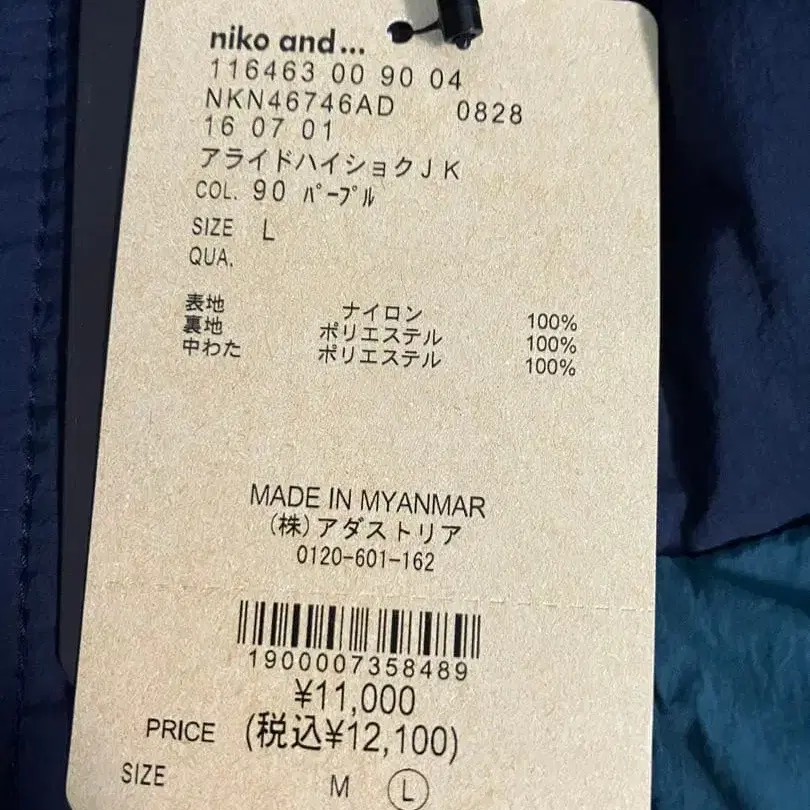 niko and...
116463 00 90 04
NKN46746AD 0828
16 07 01
アライドハイショクJK
COL. 90 パープル
SIZE L
QUA.
表地 ナイロン 100%
裏地 ポリエステル 100%
中わた ポリエステル 100%
MADE IN MYANMAR
(株)アダストリア
0120-601-162
1900007358489
¥11,000
PRICE (税込¥12,100)
SIZE M L